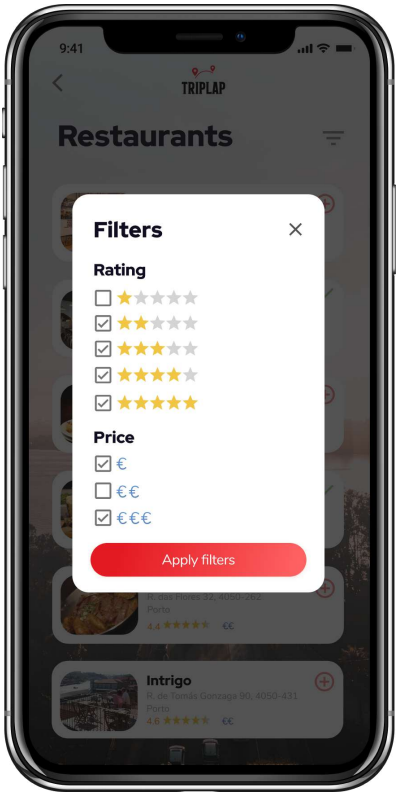 9:41
TRIPLAP
Restaurants
Filters
Rating
Price
€
€€
€€€
Apply filters
R. das Flores 32, 4050-262
Porto
4.4 €€
Intrigo
R. de Tomás Gonzaga 90, 4050-431
Porto
4.6 €€